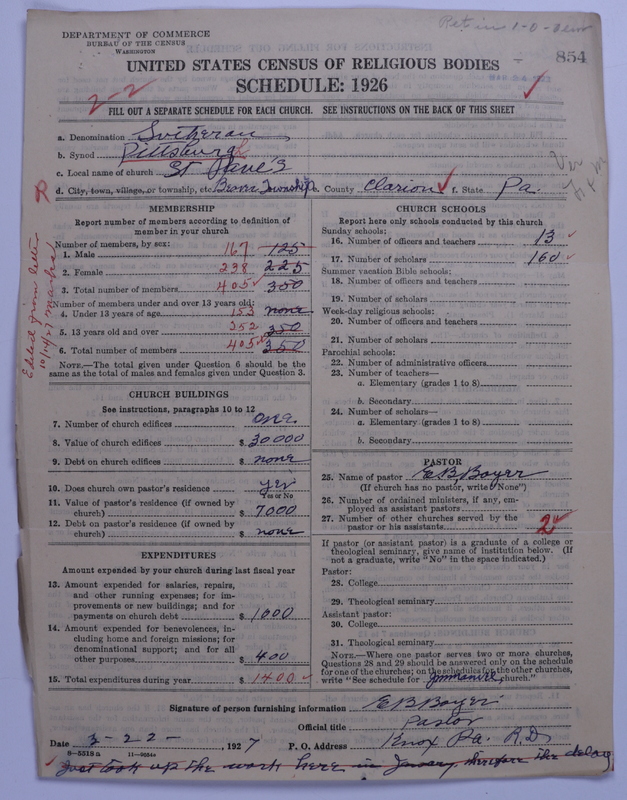 DEPARTMENT OF COMMERCE
BUREAU OF THE CENSUS
WASHINGTON
854
UNITED STATES CENSUS OF RELIGIOUS BODIES
SCHEDULE: 1926
2-2
FILL OUT A SEPARATE SCHEDULE FOR EACH CHURCH. SEE INSTRUCTIONS ON THE BACK OF THIS SHEET
a. Denomination
b. Synod Pittsburgh
c. Local name of church St Paul's
d. City, town, village, or township, etc. Beaver Township e. County Clarion f. State Pa.
MEMBERSHIP
Report number of members according to definition of member in your church
Number of members, by sex:
1. Male 167 125
2. Female 238 225
3. Total number of members 405 350
Number of members under and over 13 years old:
4. Under 13 years of age 153 none
5. 13 years old and over 252 350
6. Total number of members 405 350
NOTE.—The total given under Question 6 should be the same as the total of males and females given under Question 3.
Edited from letter
CHURCH BUILDINGS
See instructions, paragraphs 10 to 12
7. Number of church edifices one
8. Value of church edifices $ 30000
9. Debt on church edifices $ none
10. Does church own pastor's residence yes
Yes or No
11. Value of pastor's residence (if owned by church) $ 7000
12. Debt on pastor's residence (if owned by church) $ none
EXPENDITURES
Amount expended by your church during last fiscal year
13. Amount expended for salaries, repairs, and other running expenses; for improvements or new buildings; and for payments on church debt $ 1000
14. Amount expended for benevolences, including home and foreign missions; for denominational support; and for all other purposes $ 400
15. Total expenditures during year $ 1400
CHURCH SCHOOLS
Report here only schools conducted by this church
Sunday schools:
16. Number of officers and teachers 13
17. Number of scholars 160
Summer vacation Bible schools:
18. Number of officers and teachers
19. Number of scholars
Week-day religious schools:
20. Number of officers and teachers
21. Number of scholars
Parochial schools:
22. Number of administrative officers
23. Number of teachers—
a. Elementary (grades 1 to 8)
b. Secondary
24. Number of scholars—
a. Elementary (grades 1 to 8)
b. Secondary
PASTOR
25. Name of pastor E B Boyer
(If church has no pastor, write "None")
26. Number of ordained ministers, if any, employed as assistant pastors
27. Number of other churches served by the pastor or his assistants 2
If pastor (or assistant pastor) is a graduate of a college or theological seminary, give name of institution below. (If not a graduate, write "No" in the space indicated.)
Pastor:
28. College
29. Theological seminary
Assistant pastor:
30. College
31. Theological seminary
NOTE.—Where one pastor serves two or more churches, Questions 28 and 29 should be answered only on the schedule for one of the churches; on the schedules for the other churches, write "See schedule for Immanuel church."
Signature of person furnishing information E B Boyer
Official title Pastor
Date 3-22-, 1927 P. O. Address Knox Pa. R.D.
8—5518a 11—9034a
Just took up the work here in January, therefore the delay